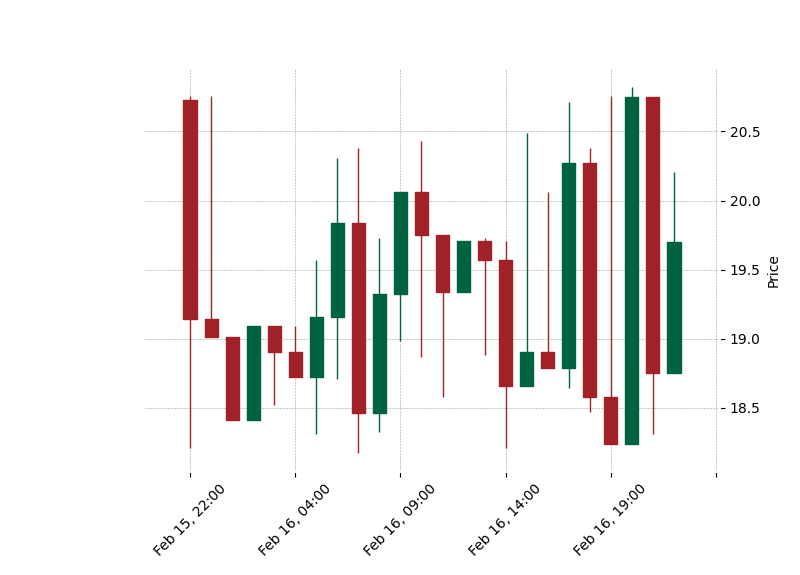 20.5
20.0
19.5
19.0
18.5
Price
Feb 15, 22:00
Feb 16, 04:00
Feb 16, 09:00
Feb 16, 14:00
Feb 16, 19:00